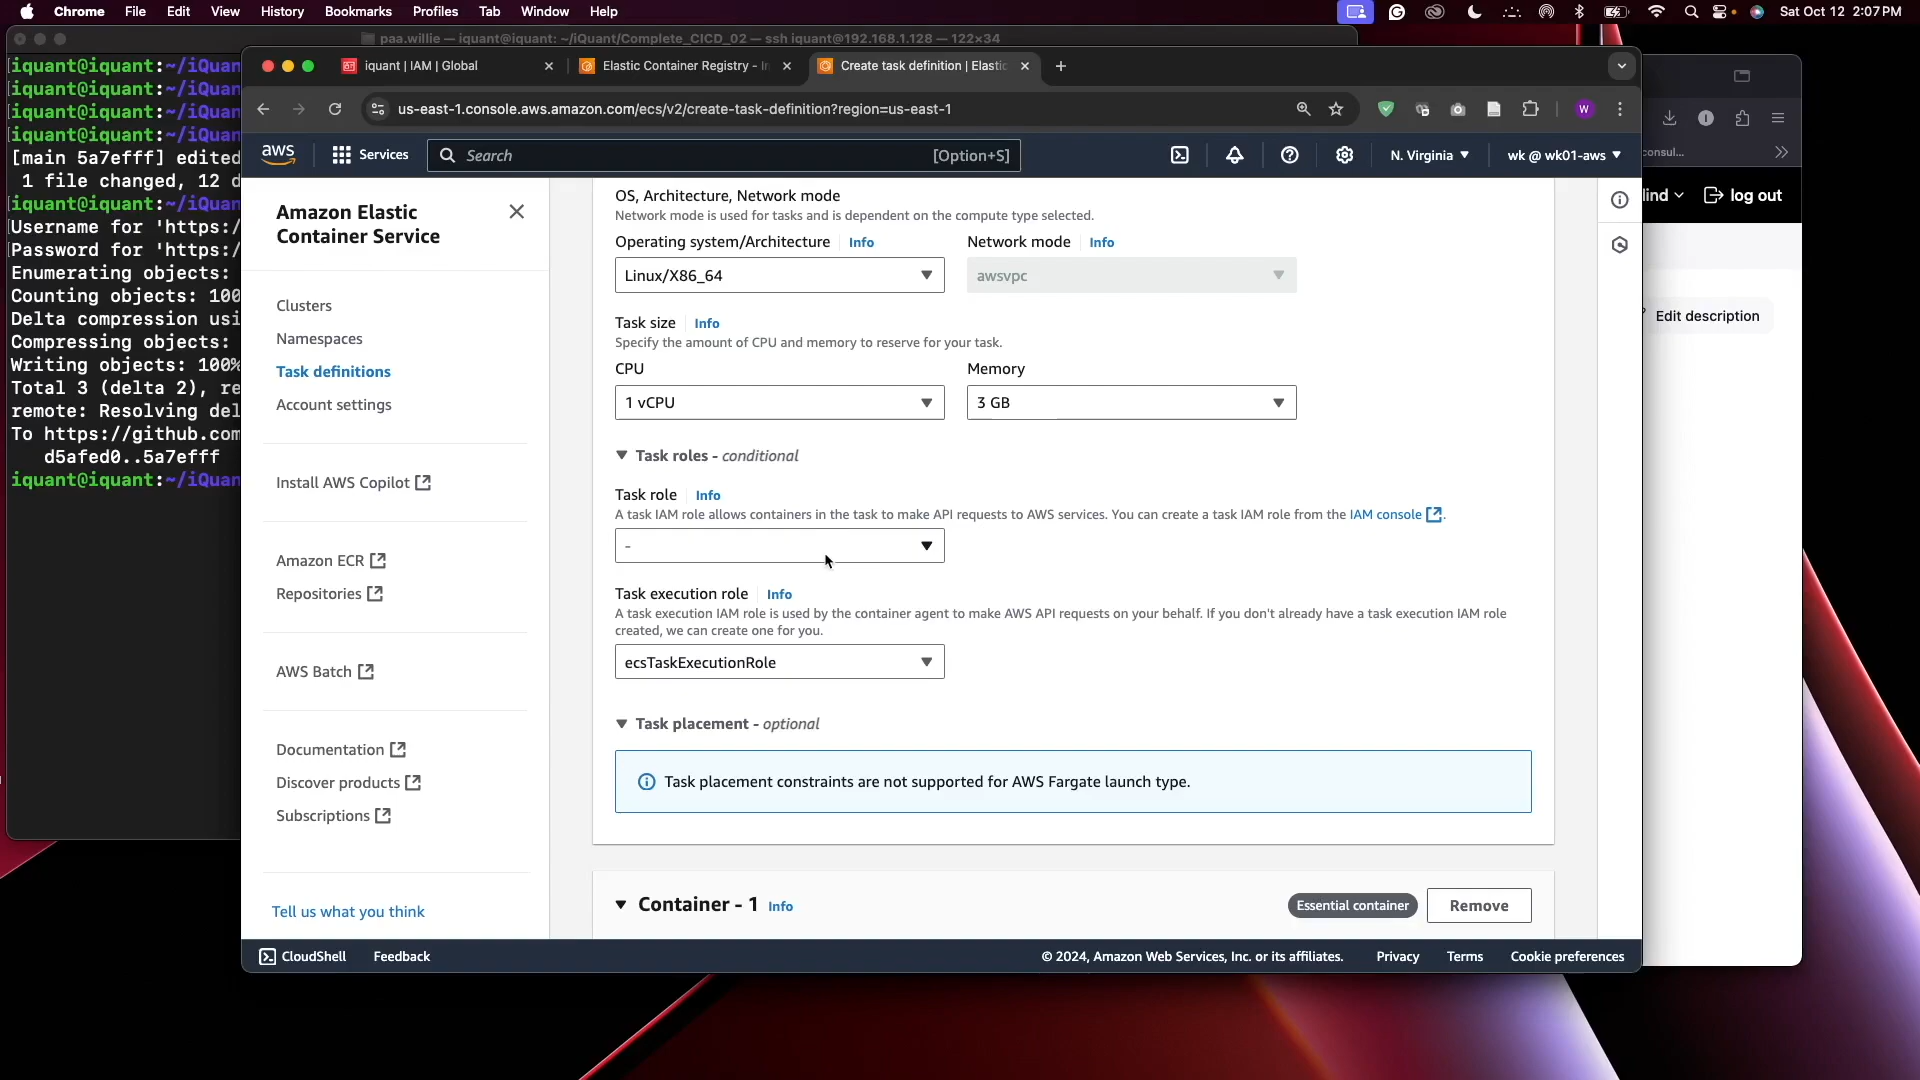 Chrome File Edit View History Bookmarks Profiles Tab Window Help Sat Oct 12 2:07 PM
paa.willie — iquant@iquant: ~/iQuant/Complete_CICD_02 — ssh iquant@192.168.1.128 — 122×34
iquant | IAM | Global
Elastic Container Registry -
Create task definition | Elastic
us-east-1.console.aws.amazon.com/ecs/v2/create-task-definition?region=us-east-1
W
aws Services Search [Option+S] N. Virginia wk @ wk01-aws
[iquant@iquant:~/iQuan
[iquant@iquant:~/iQuan
[iquant@iquant:~/iQuan
[iquant@iquant:~/iQuan
[main 5a7efff] edited
1 file changed, 12 d
[iquant@iquant:~/iQuan
[Username for 'https:/
[Password for 'https:/
Enumerating objects:
Counting objects: 100
Delta compression usi
Compressing objects:
Writing objects: 100%
Total 3 (delta 2), re
remote: Resolving del
To https://github.com
d5afed0..5a7efff
iquant@iquant:~/iQuan
Amazon Elastic
Container Service
Clusters
Namespaces
Task definitions
Account settings
Install AWS Copilot
Amazon ECR
Repositories
AWS Batch
Documentation
Discover products
Subscriptions
Tell us what you think
OS, Architecture, Network mode
Network mode is used for tasks and is dependent on the compute type selected.
Operating system/Architecture Info Network mode Info
Linux/X86_64 awsvpc
Task size Info
Specify the amount of CPU and memory to reserve for your task.
CPU Memory
1 vCPU 3 GB
Task roles - conditional
Task role Info
A task IAM role allows containers in the task to make API requests to AWS services. You can create a task IAM role from the IAM console.
-
Task execution role Info
A task execution IAM role is used by the container agent to make AWS API requests on your behalf. If you don't already have a task execution IAM role
created, we can create one for you.
ecsTaskExecutionRole
Task placement - optional
Task placement constraints are not supported for AWS Fargate launch type.
Container - 1 Info Essential container Remove
CloudShell Feedback © 2024, Amazon Web Services, Inc. or its affiliates. Privacy Terms Cookie preferences
I
consul...
lind log out
Edit description